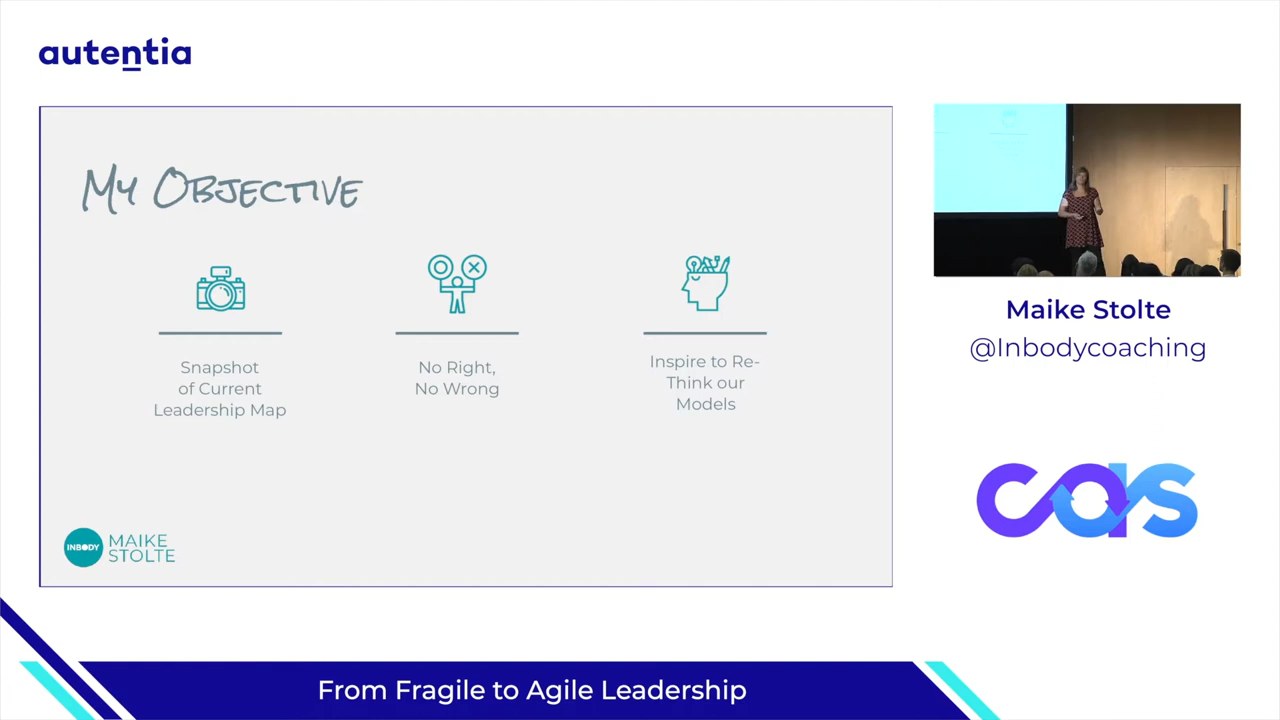 autentia
My Objective
Snapshot
of Current
Leadership Map
No Right,
No Wrong
Inspire to Re-
Think our
Models
INBODY
MAIKE
STOLTE
Maike Stolte
@Inbodycoaching
cas
From Fragile to Agile Leadership